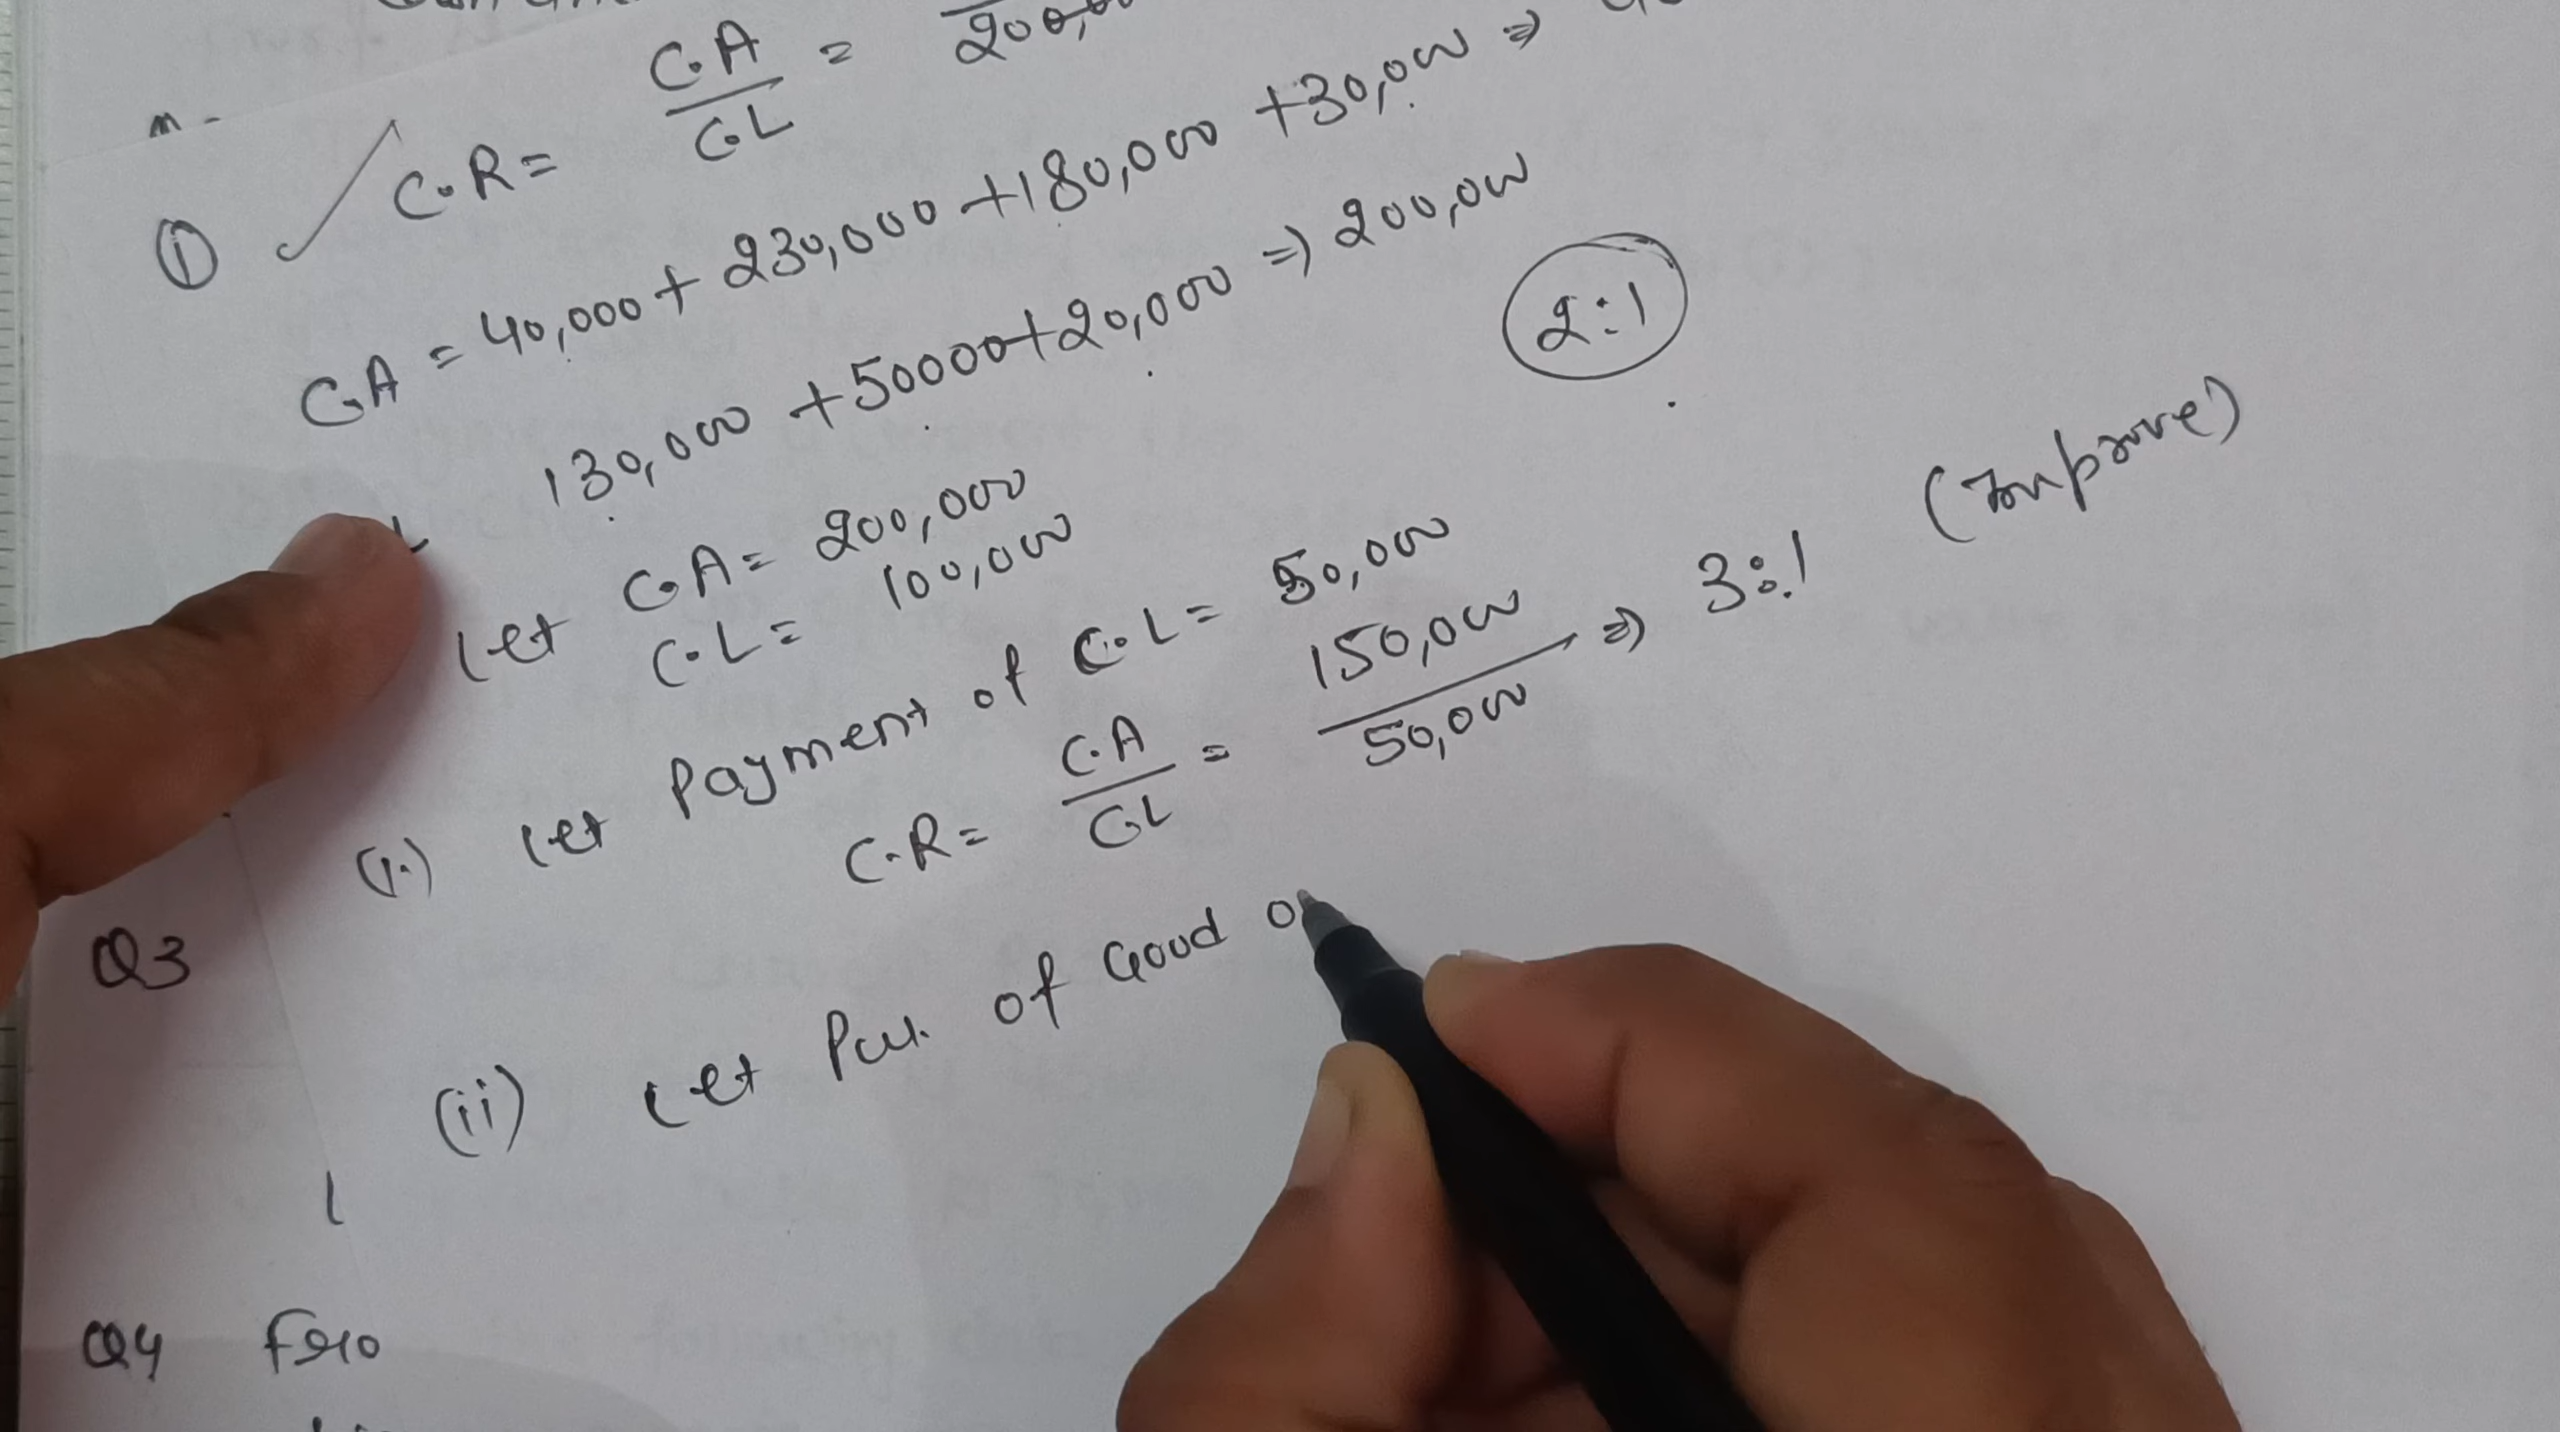 C.A = 200,00
① C.R = C.A / C.L
C.A = 40,000 + 230,000 + 180,000 + 30,000 ⇒
130,000 + 50000 + 20,000 ⇒ 200,000
2:1
Let C.A = 200,000
C.L = 100,000
(i.) Let Payment of C.L = 50,000
C.R = C.A / C.L = 150,000 / 50,000 ⇒ 3:1 (Improve)
Q3
(ii) Let Pur. of Good o
Q4 Fro